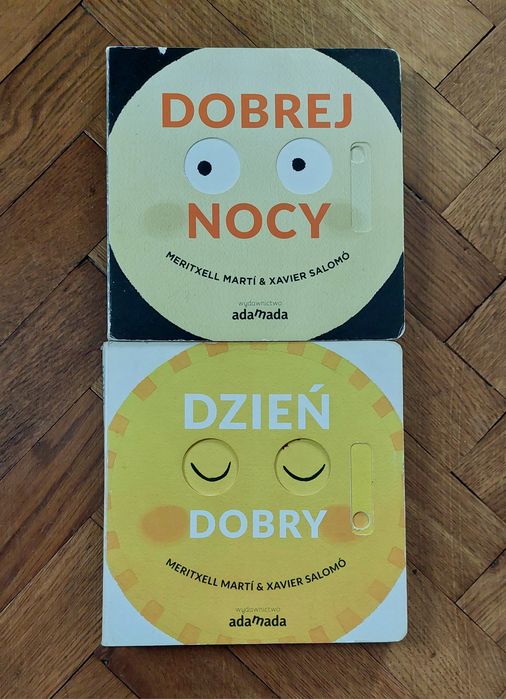 DOBREJ
NOCY
MERITXELL MARTÍ & XAVIER SALOMÓ
wydawnictwo
adamada
DZIEŃ
DOBRY
MERITXELL MARTÍ & XAVIER SALOMÓ
wydawnictwo
adamada